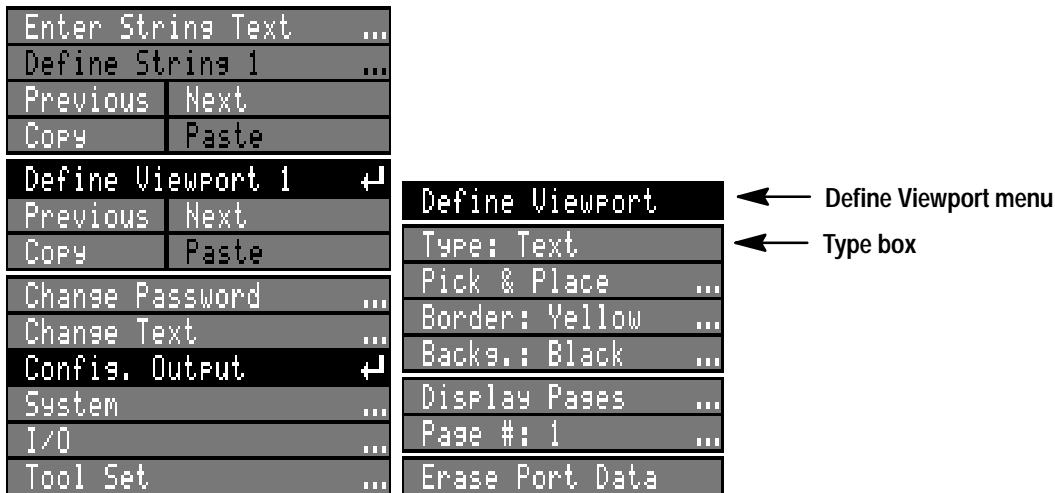 Enter String Text ...
Define String 1 ...
Previous Next
Copy Paste
Define Viewport 1 ↵
Previous Next
Copy Paste
Change Password ...
Change Text ...
Config. Output ↵
System ...
I/O ...
Tool Set ...
Define Viewport
Type: Text
Pick & Place ...
Border: Yellow ...
Backg.: Black ...
Display Pages ...
Page #: 1 ...
Erase Port Data
Define Viewport menu
Type box